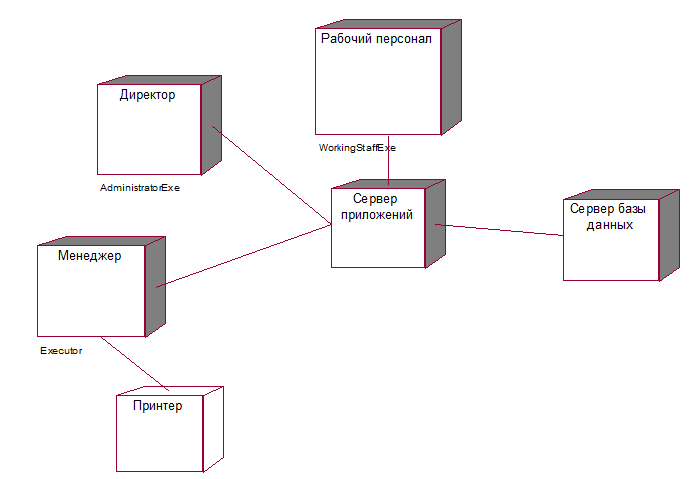 Рабочий персонал
WorkingStaffExe
Директор
AdministratorExe
Сервер
приложений
Сервер базы
данных
Менеджер
Executor
Принтер